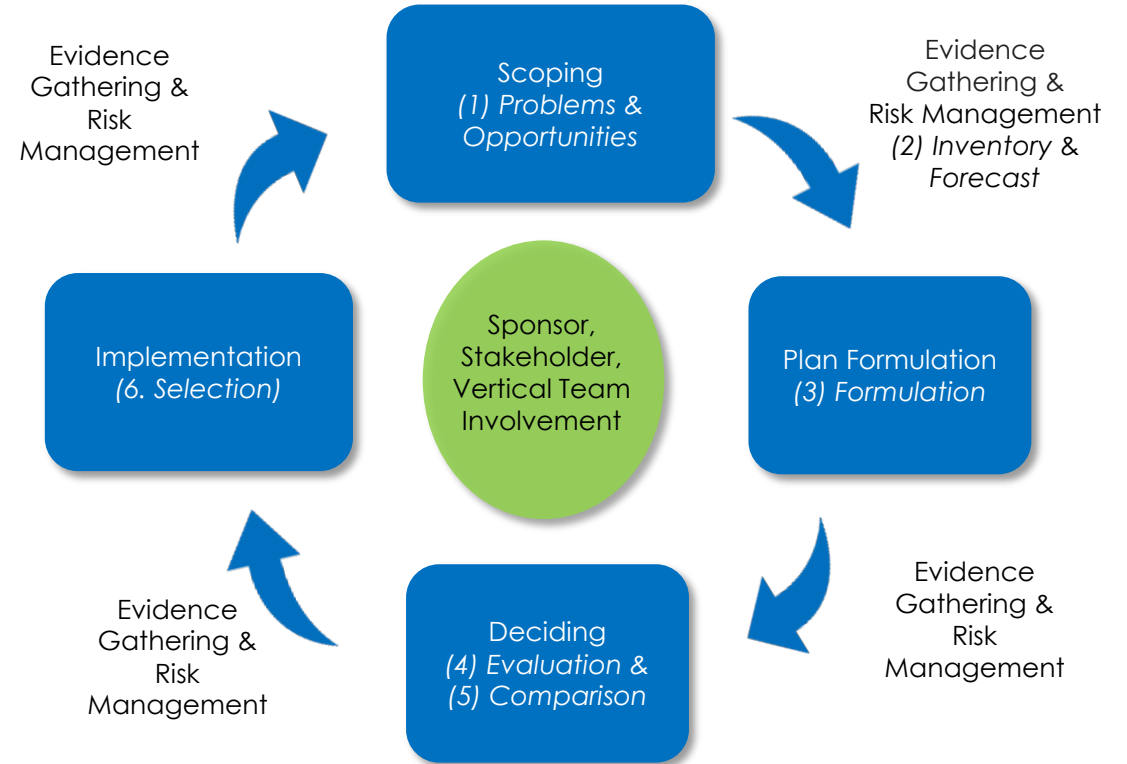 Evidence
Gathering &
Risk
Management
Scoping
(1) Problems &
Opportunities
Evidence
Gathering &
Risk Management
(2) Inventory &
Forecast
Implementation
(6. Selection)
Sponsor,
Stakeholder,
Vertical Team
Involvement
Plan Formulation
(3) Formulation
Evidence
Gathering &
Risk
Management
Deciding
(4) Evaluation &
(5) Comparison
Evidence
Gathering &
Risk
Management